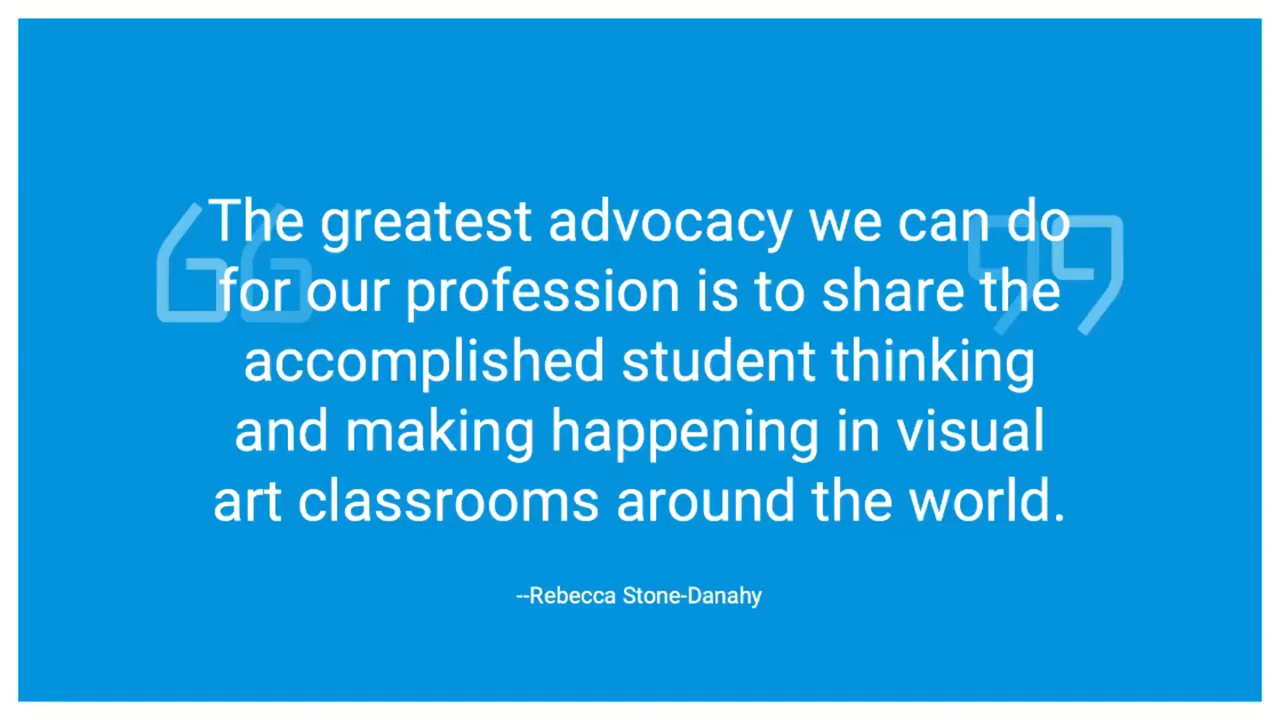 The greatest advocacy we can do
for our profession is to share the
accomplished student thinking
and making happening in visual
art classrooms around the world.
--Rebecca Stone-Danahy